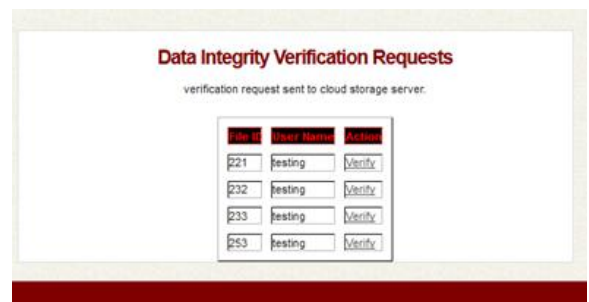 Data Integrity Verification Requests
verification request sent to cloud storage server.
File ID User Name Action
221 testing Verify
232 testing Verify
233 testing Verify
253 testing Verify